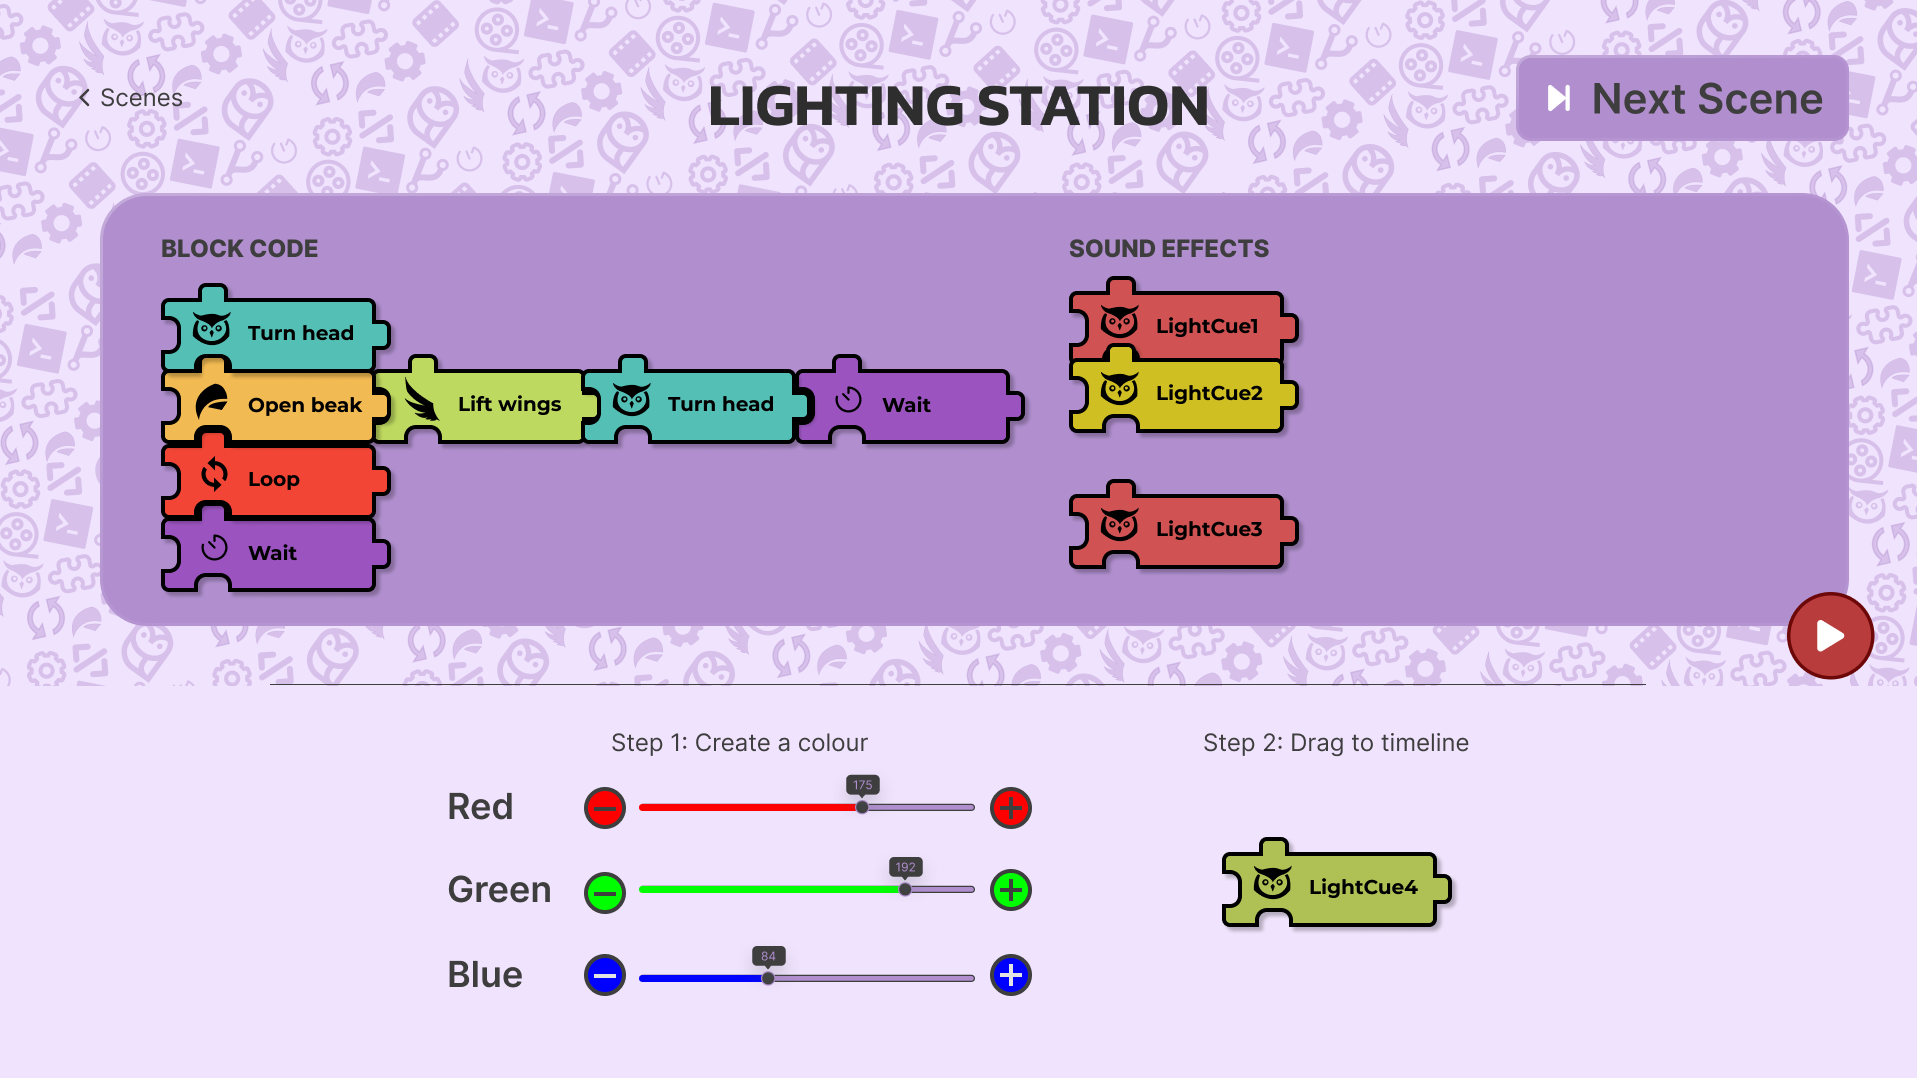 Scenes
LIGHTING STATION
Next Scene
BLOCK CODE
Turn head
Open beak
Lift wings
Turn head
Wait
Loop
Wait
SOUND EFFECTS
LightCue1
LightCue2
LightCue3
Step 1: Create a colour
Red
175
Green
192
Blue
84
Step 2: Drag to timeline
LightCue4